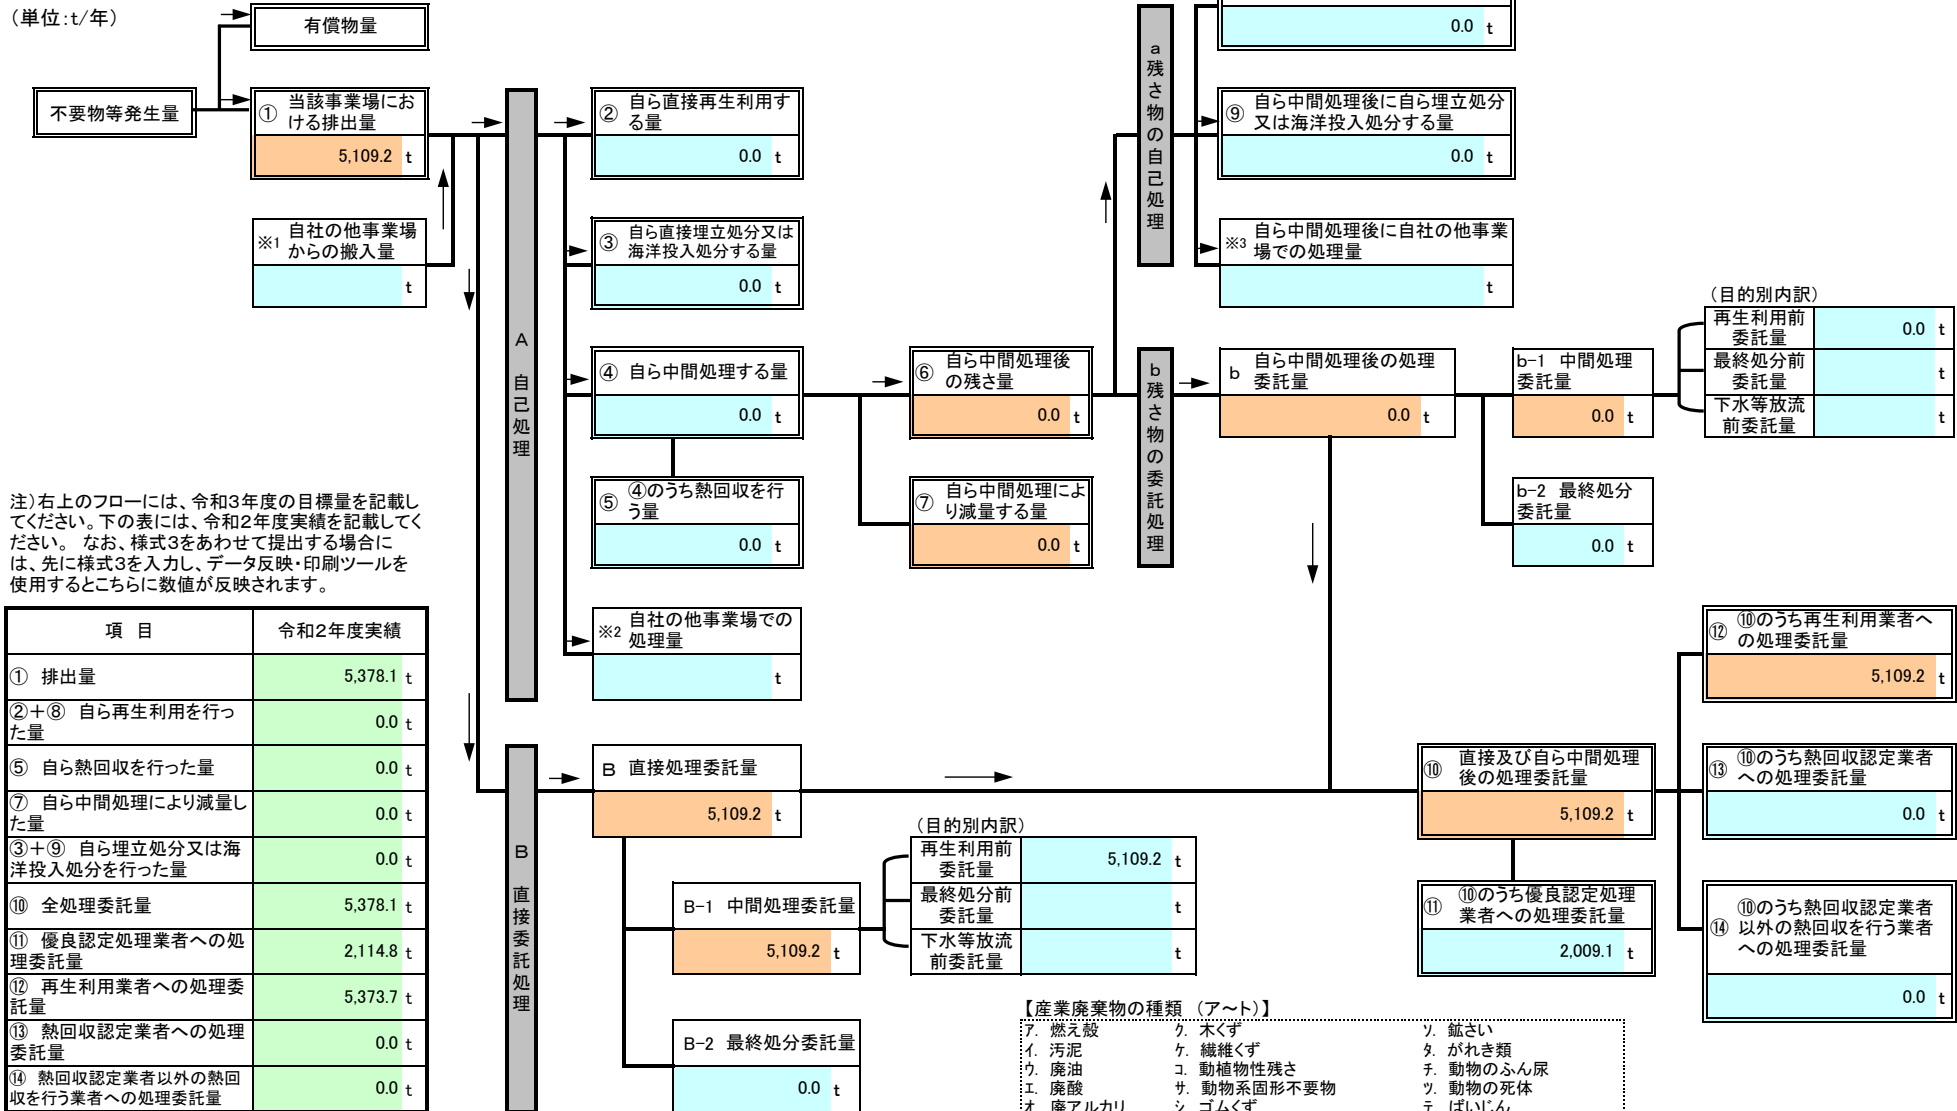 （単位：t/年）
有償物量
不要物等発生量
① 当該事業場にお
ける排出量
5,109.2 t
※1 自社の他事業場
からの搬入量
t
A 自己処理
② 自ら直接再生利用す
る量
0.0 t
③ 自ら直接埋立処分又は
海洋投入処分する量
0.0 t
④ 自ら中間処理する量
0.0 t
⑤ ④のうち熱回収を行
う量
0.0 t
※2 自社の他事業場での
処理量
t
⑥ 自ら中間処理後
の残さ量
0.0 t
⑦ 自ら中間処理によ
り減量する量
0.0 t
a 残さ物の自己処理
0.0 t
⑨ 自ら中間処理後に自ら埋立処分
又は海洋投入処分する量
0.0 t
※3 自ら中間処理後に自社の他事業
場での処理量
t
b 残さ物の委託処理
b 自ら中間処理後の処理
委託量
0.0 t
b-1 中間処理
委託量
0.0 t
b-2 最終処分
委託量
0.0 t
（目的別内訳）
再生利用前
委託量
0.0 t
最終処分前
委託量
t
下水等放流
前委託量
t
注）右上のフローには、令和3年度の目標量を記載し
てください。下の表には、令和2年度実績を記載してく
ださい。 なお、様式3をあわせて提出する場合に
は、先に様式3を入力し、データ反映・印刷ツールを
使用するとこちらに数値が反映されます。
項 目 令和2年度実績
① 排出量 5,378.1 t
②＋⑧ 自ら再生利用を行っ
た量
0.0 t
⑤ 自ら熱回収を行った量 0.0 t
⑦ 自ら中間処理により減量し
た量
0.0 t
③＋⑨ 自ら埋立処分又は海
洋投入処分を行った量
0.0 t
⑩ 全処理委託量 5,378.1 t
⑪ 優良認定処理業者への処
理委託量
2,114.8 t
⑫ 再生利用業者への処理委
託量
5,373.7 t
⑬ 熱回収認定業者への処理
委託量
0.0 t
⑭ 熱回収認定業者以外の熱回
収を行う業者への処理委託量
0.0 t
B 直接委託処理
B 直接処理委託量
5,109.2 t
B-1 中間処理委託量
5,109.2 t
B-2 最終処分委託量
0.0 t
（目的別内訳）
再生利用前
委託量
5,109.2 t
最終処分前
委託量
t
下水等放流
前委託量
t
⑩ 直接及び自ら中間処理
後の処理委託量
5,109.2 t
⑪ ⑩のうち優良認定処理
業者への処理委託量
2,009.1 t
⑫ ⑩のうち再生利用業者へ
の処理委託量
5,109.2 t
⑬ ⑩のうち熱回収認定業者
への処理委託量
0.0 t
⑭ ⑩のうち熱回収認定業者
以外の熱回収を行う業者
への処理委託量
0.0 t
【産業廃棄物の種類 （ア～ト）】
ア. 燃え殻 ク. 木くず ソ. 鉱さい
イ. 汚泥 ケ. 繊維くず タ. がれき類
ウ. 廃油 コ. 動植物性残さ チ. 動物のふん尿
エ. 廃酸 サ. 動物系固形不要物 ツ. 動物の死体
オ. 廃アルカリ シ. ゴムくず テ. ばいじん